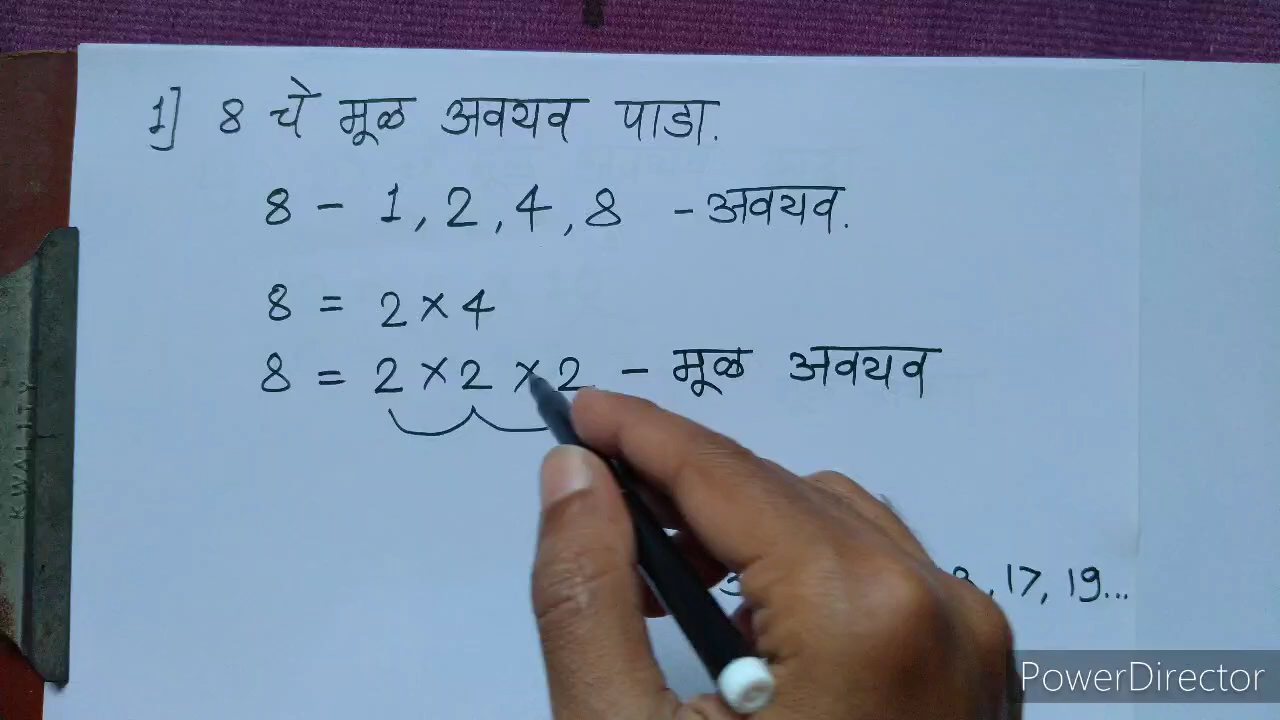 1] 8 चे मूळ अवयव पाडा.
8 - 1, 2, 4, 8 - अवयव.
8 = 2 × 4
8 = 2 × 2 × 2 - मूळ अवयव
, 17, 19...
KWALITY
PowerDirector